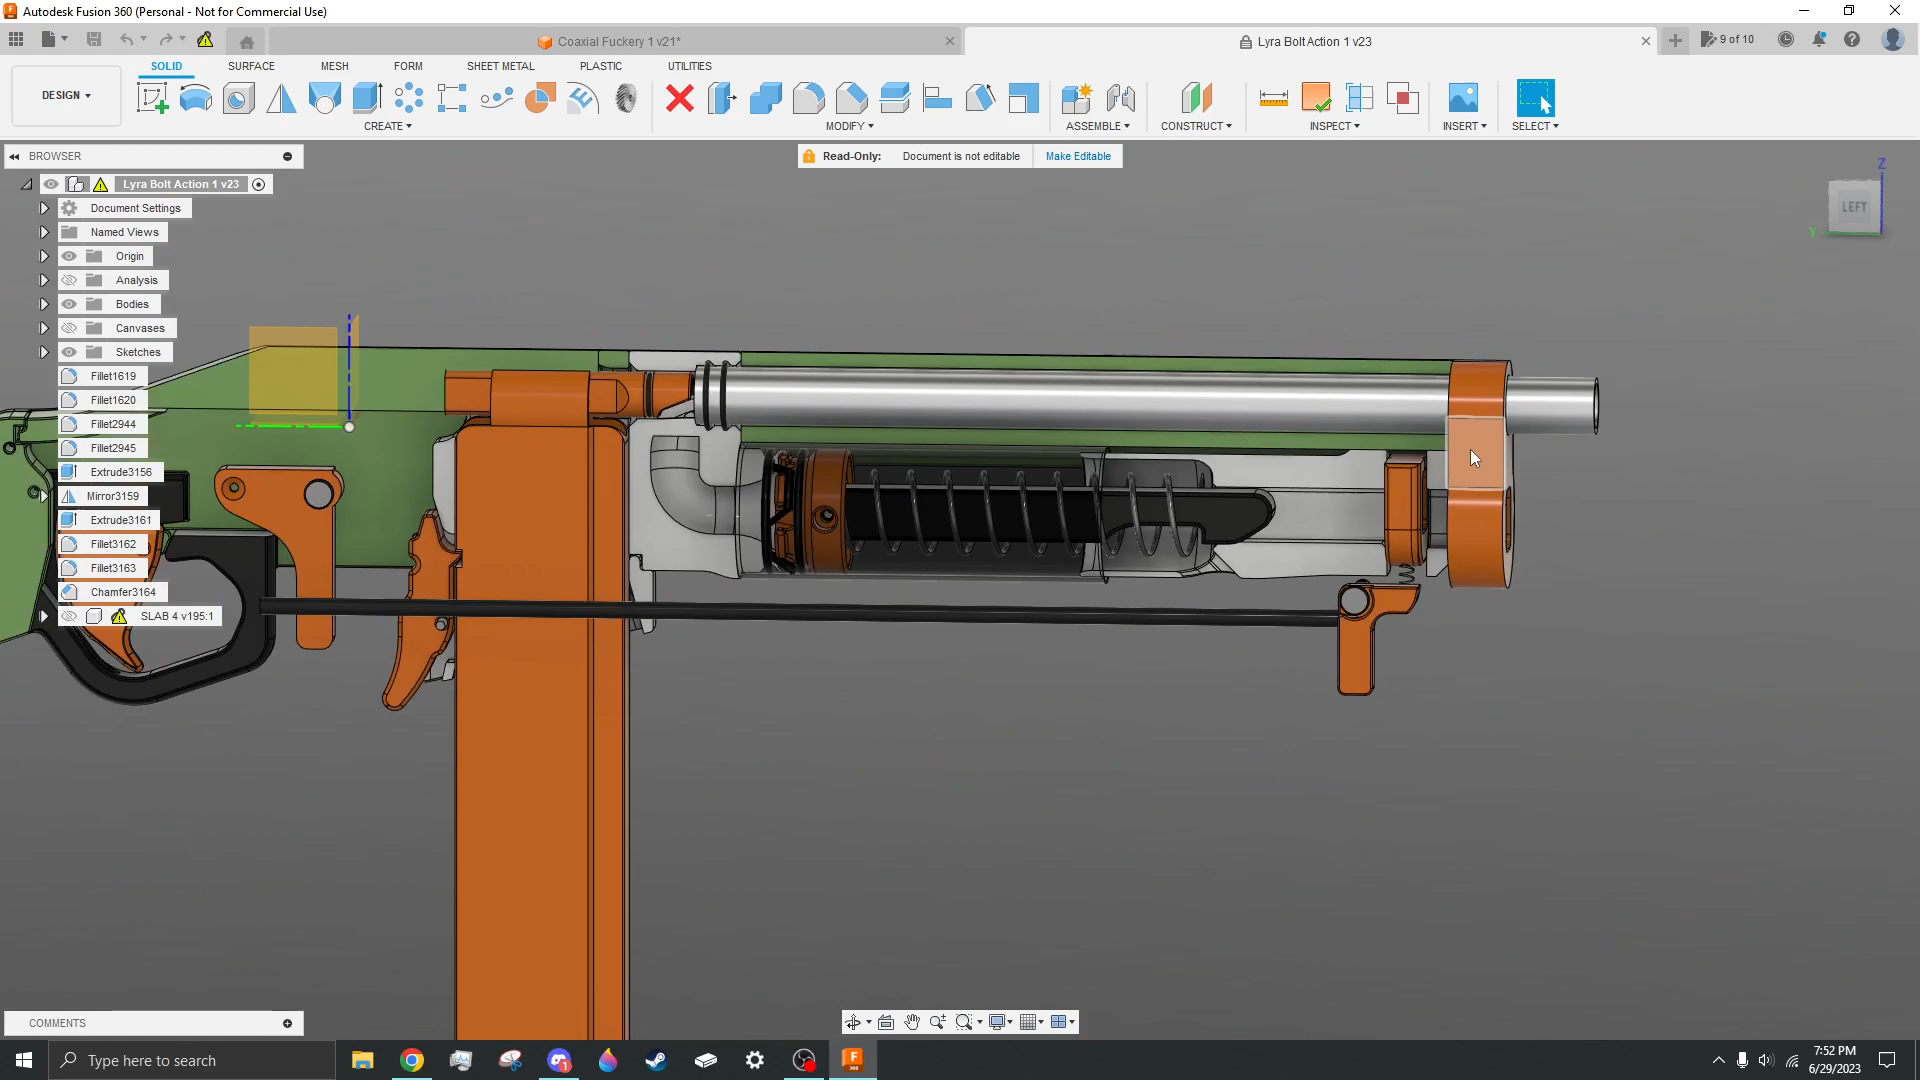 Autodesk Fusion 360 (Personal - Not for Commercial Use)
Coaxial Fuckery 1 v21*
Lyra Bolt Action 1 v23
9 of 10
DESIGN
SOLID
SURFACE
MESH
FORM
SHEET METAL
PLASTIC
UTILITIES
CREATE
MODIFY
ASSEMBLE
CONSTRUCT
INSPECT
INSERT
SELECT
BROWSER
Read-Only: Document is not editable Make Editable
Lyra Bolt Action 1 v23
Document Settings
Named Views
Origin
Analysis
Bodies
Canvases
Sketches
Fillet1619
Fillet1620
Fillet2944
Fillet2945
Extrude3156
Mirror3159
Extrude3161
Fillet3162
Fillet3163
Chamfer3164
SLAB 4 v195:1
Z
LEFT
Y
COMMENTS
Type here to search
1
F
360
7:52 PM
6/29/2023